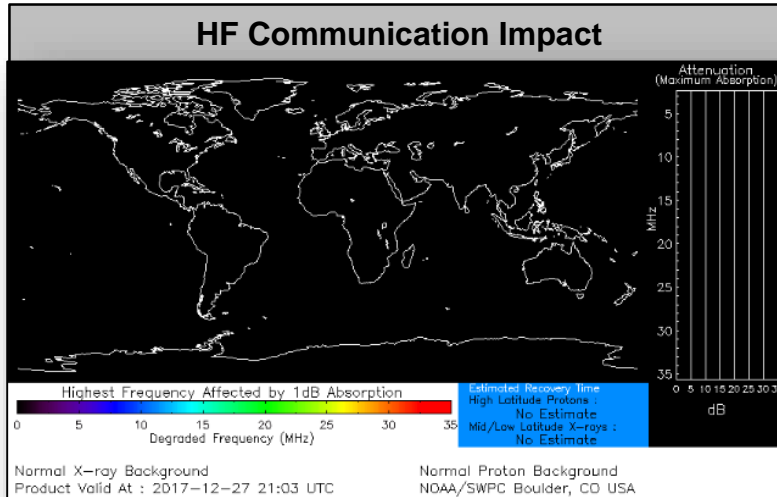 HF Communication Impact
Attenuation
(Maximum Absorption)
5
10
15
MHz
20
25
30
35
0 5 10 15 20 25 30
dB
Highest Frequency Affected by 1dB Absorption
0 5 10 15 20 25 30 35
Degraded Frequency (MHz)
Estimated Recovery Time
High Latitude Protons :
No Estimate
Mid/Low Latitude X-rays :
No Estimate
Normal X-ray Background
Normal Proton Background
Product Valid At : 2017-12-27 21:03 UTC
NOAA/SWPC Boulder, CO USA